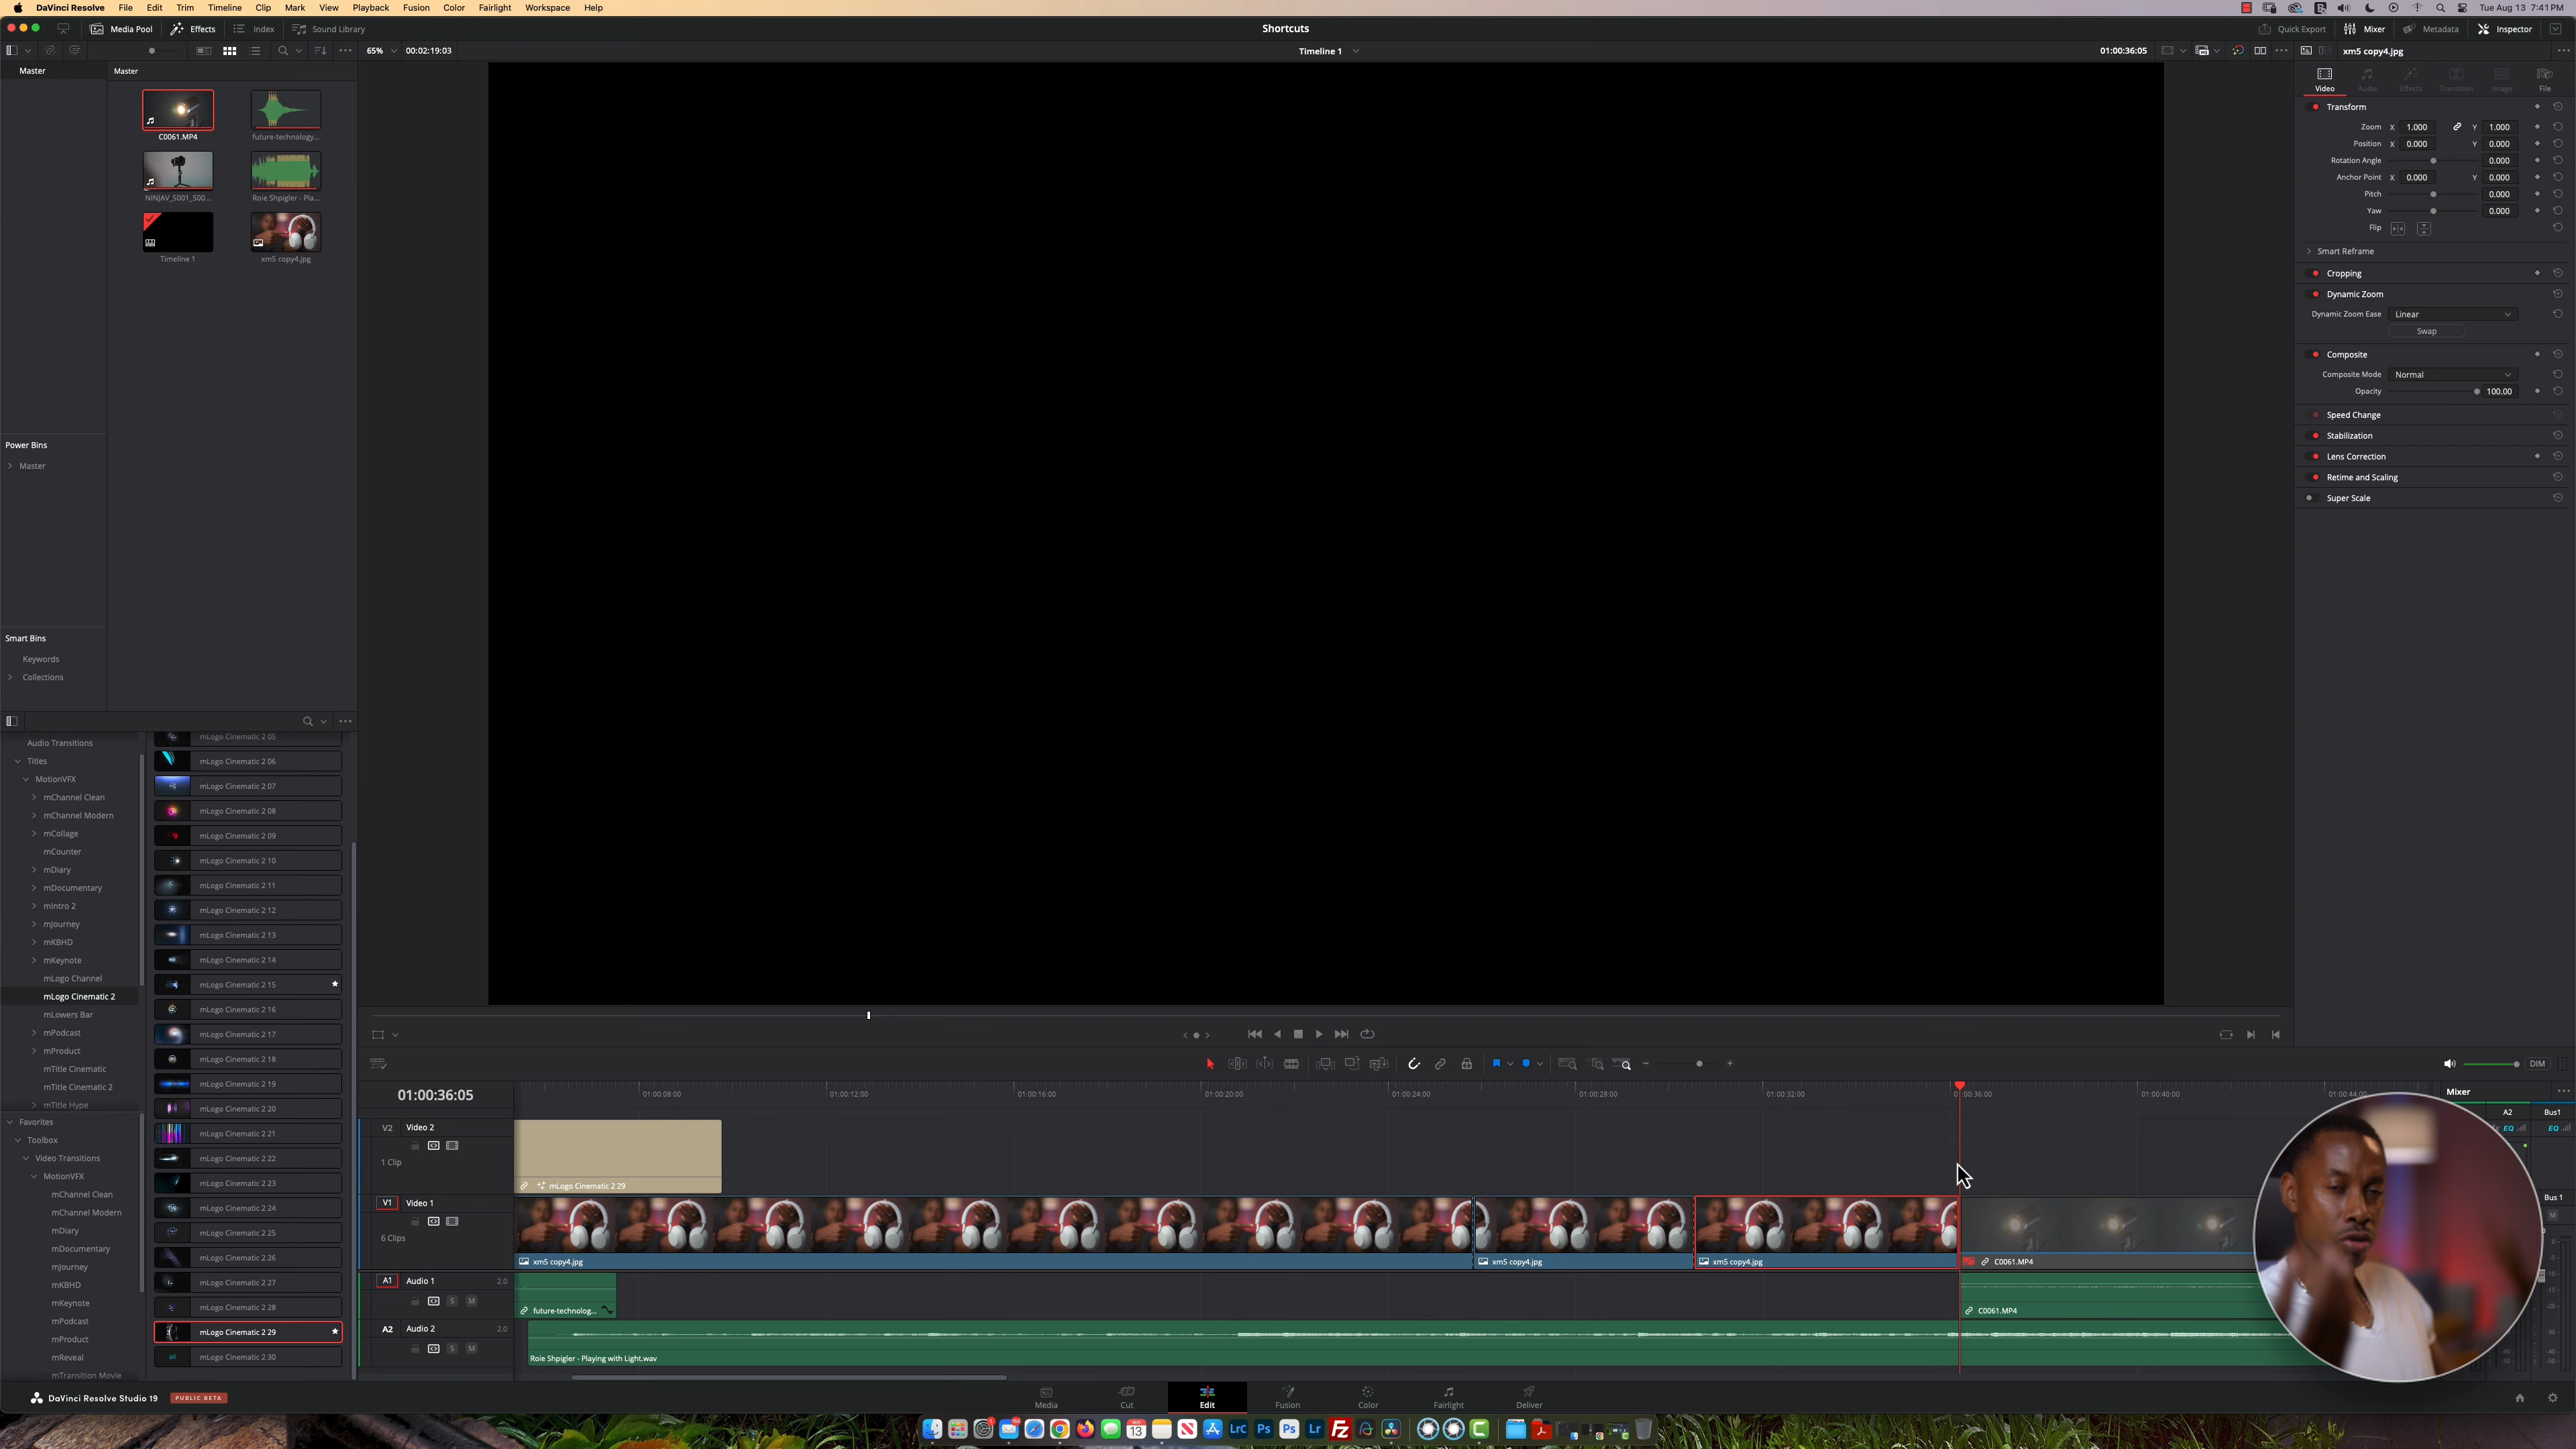 DaVinci Resolve File Edit Trim Timeline Clip Mark View Playback Fusion Color Fairlight Workspace Help
Tue Aug 13 7:41 PM
Media Pool Effects Index Sound Library
Shortcuts
Quick Export Mixer Metadata Inspector
65% 00:02:19:03
Timeline 1
01:00:36:05
xm5 copy4.jpg
Master
Master
C0061.MP4
future-technology...
NINJAV_S001_S00...
Roie Shpigler - Pla...
Timeline 1
xm5 copy4.jpg
Power Bins
Master
Smart Bins
Keywords
Collections
Video Audio Effects Transition Image File
Transform
Zoom X 1.000 Y 1.000
Position X 0.000 Y 0.000
Rotation Angle 0.000
Anchor Point X 0.000 Y 0.000
Pitch 0.000
Yaw 0.000
Flip
Smart Reframe
Cropping
Dynamic Zoom
Dynamic Zoom Ease Linear
Swap
Composite
Composite Mode Normal
Opacity 100.00
Speed Change
Stabilization
Lens Correction
Retime and Scaling
Super Scale
Audio Transitions
Titles
MotionVFX
mChannel Clean
mChannel Modern
mCollage
mCounter
mDiary
mDocumentary
mIntro 2
mJourney
mKBHD
mKeynote
mLogo Channel
mLogo Cinematic 2
mLowers Bar
mPodcast
mProduct
mTitle Cinematic
mTitle Cinematic 2
mTitle Hype
Favorites
Toolbox
Video Transitions
MotionVFX
mChannel Clean
mChannel Modern
mDiary
mDocumentary
mJourney
mKBHD
mKeynote
mPodcast
mProduct
mReveal
mTransition Movie
mLogo Cinematic 2 05
mLogo Cinematic 2 06
mLogo Cinematic 2 07
mLogo Cinematic 2 08
mLogo Cinematic 2 09
mLogo Cinematic 2 10
mLogo Cinematic 2 11
mLogo Cinematic 2 12
mLogo Cinematic 2 13
mLogo Cinematic 2 14
mLogo Cinematic 2 15
mLogo Cinematic 2 16
mLogo Cinematic 2 17
mLogo Cinematic 2 18
mLogo Cinematic 2 19
mLogo Cinematic 2 20
mLogo Cinematic 2 21
mLogo Cinematic 2 22
mLogo Cinematic 2 23
mLogo Cinematic 2 24
mLogo Cinematic 2 25
mLogo Cinematic 2 26
mLogo Cinematic 2 27
mLogo Cinematic 2 28
mLogo Cinematic 2 29
mLogo Cinematic 2 30
DIM
01:00:36:05
01:00:08:00 01:00:12:00 01:00:16:00 01:00:20:00 01:00:24:00 01:00:28:00 01:00:32:00 01:00:36:00 01:00:40:00 01:00:44:00
Mixer
A2 Bus1
EQ EQ
Bus 1
M
V2 Video 2
1 Clip
mLogo Cinematic 2 29
V1 Video 1
6 Clips
xm5 copy4.jpg xm5 copy4.jpg xm5 copy4.jpg C0061.MP4
A1 Audio 1 2.0
S M
future-technolog... C0061.MP4
A2 Audio 2 2.0
S M
Roie Shpigler - Playing with Light.wav
DaVinci Resolve Studio 19 PUBLIC BETA
Media Cut Edit Fusion Color Fairlight Deliver
13 LrC Ps Ps Lr Fz